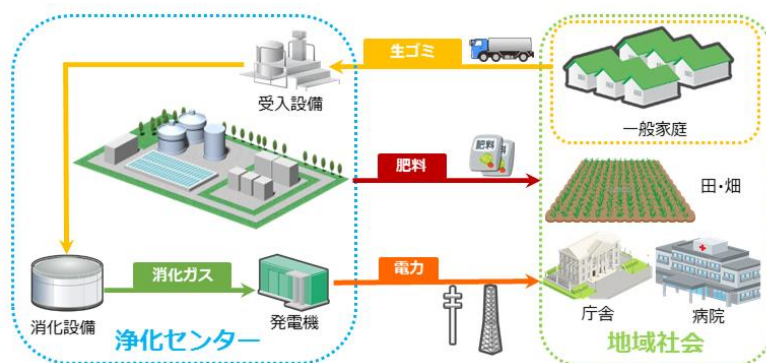 生ゴミ
受入設備
一般家庭
肥料
肥料
田・畑
消化ガス
電力
消化設備
発電機
庁舎
病院
浄化センター
地域社会